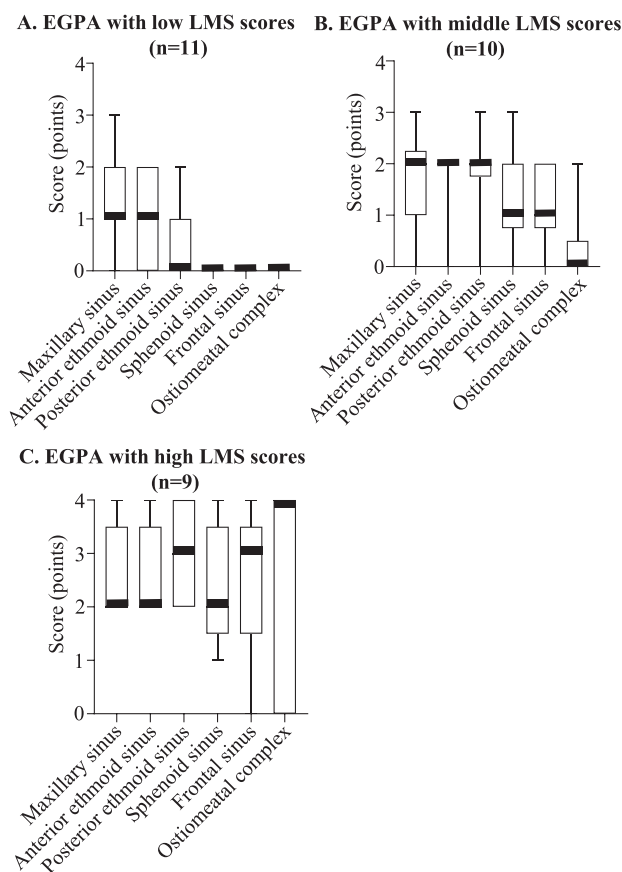 A. EGPA with low LMS scores
(n=11)
Score (points)
4
3
2
1
0
Maxillary sinus
Anterior ethmoid sinus
Posterior ethmoid sinus
Sphenoid sinus
Frontal sinus
Ostiomeatal complex
B. EGPA with middle LMS scores
(n=10)
Score (points)
4
3
2
1
0
Maxillary sinus
Anterior ethmoid sinus
Posterior ethmoid sinus
Sphenoid sinus
Frontal sinus
Ostiomeatal complex
C. EGPA with high LMS scores
(n=9)
Score (points)
4
3
2
1
0
Maxillary sinus
Anterior ethmoid sinus
Posterior ethmoid sinus
Sphenoid sinus
Frontal sinus
Ostiomeatal complex